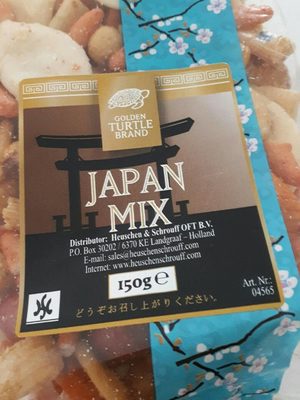 GOLDEN
TURTLE
BRAND
JAPAN
MIX
Distributor: Heuschen & Schrouff OFT B.V.
P.O. Box 30202 / 6370 KE Landgraaf – Holland
E-mail: sales@heuschenschrouff.com
Internet: www.heuschenschrouff.com
150g e
Art. Nr.:
04565
どうぞお召し上がりください。